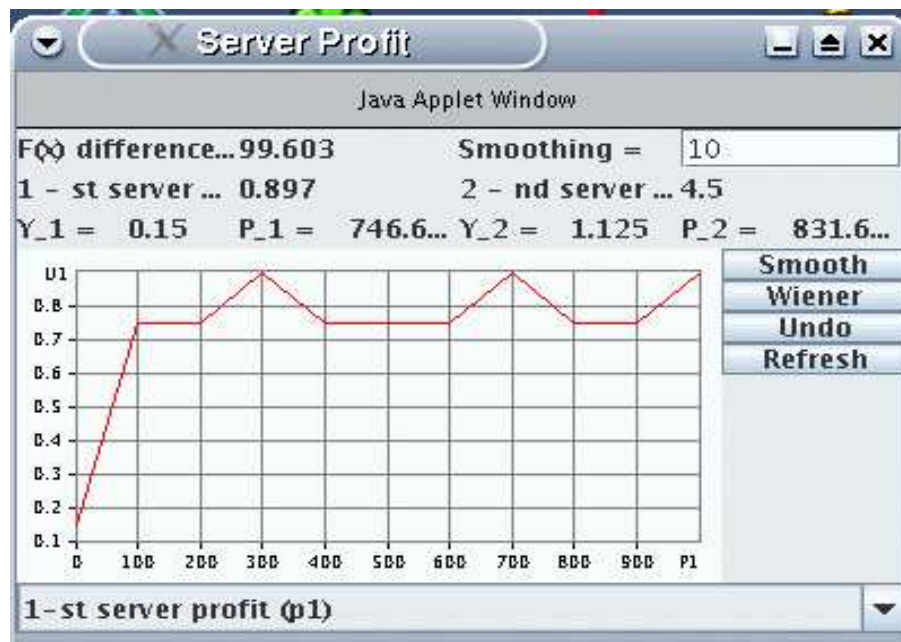 Server Profit
Java Applet Window
F(x) difference... 99.603 Smoothing = 10
1 - st server ... 0.897 2 - nd server ... 4.5
Y_1 = 0.15 P_1 = 746.6... Y_2 = 1.125 P_2 = 831.6...
Smooth
Wiener
Undo
Refresh
U1
0.8
0.7
0.6
0.5
0.4
0.3
0.2
0.1
0 100 200 300 400 500 600 700 800 900 P1
1-st server profit (p1)